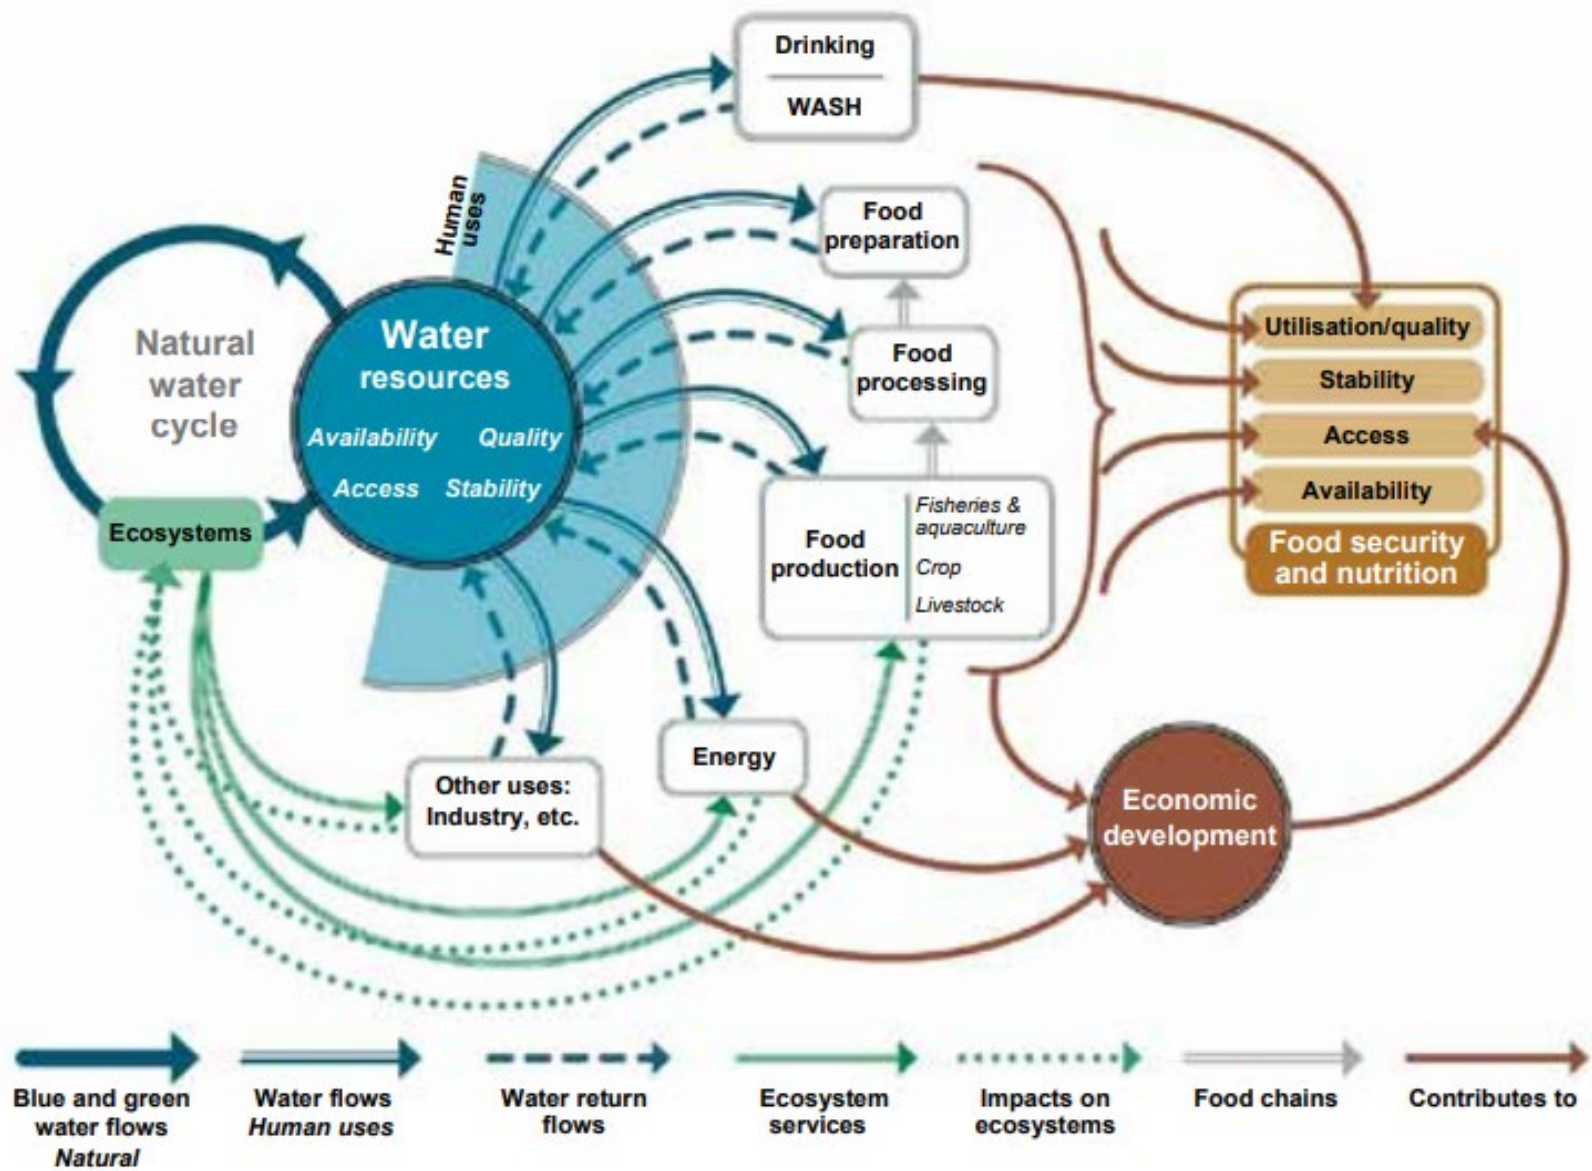 Drinking
WASH
Human
uses
Food
preparation
Natural
water
cycle
Water
resources
Availability Quality
Access Stability
Food
processing
Utilisation/quality
Stability
Access
Availability
Food security
and nutrition
Ecosystems
Food
production
Fisheries &
aquaculture
Crop
Livestock
Energy
Other uses:
Industry, etc.
Economic
development
Blue and green
water flows
Natural
Water flows
Human uses
Water return
flows
Ecosystem
services
Impacts on
ecosystems
Food chains
Contributes to